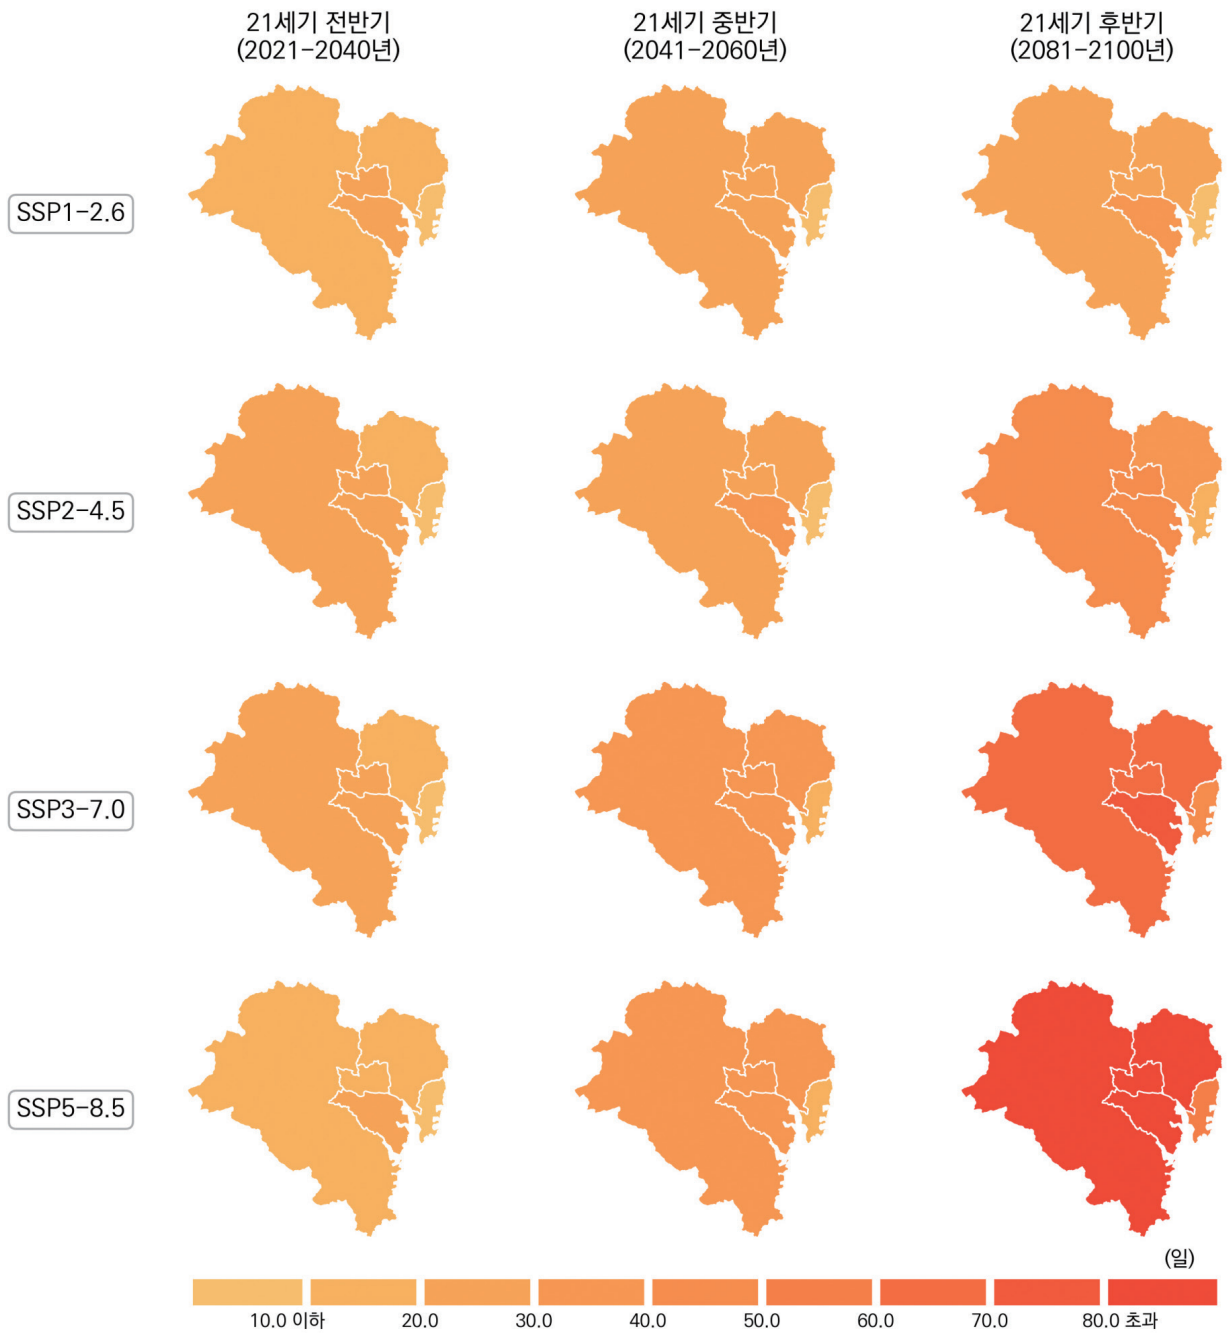 21세기 전반기
(2021-2040년)
21세기 중반기
(2041-2060년)
21세기 후반기
(2081-2100년)
SSP1-2.6
SSP2-4.5
SSP3-7.0
SSP5-8.5
(일)
10.0 이하
20.0
30.0
40.0
50.0
60.0
70.0
80.0 초과